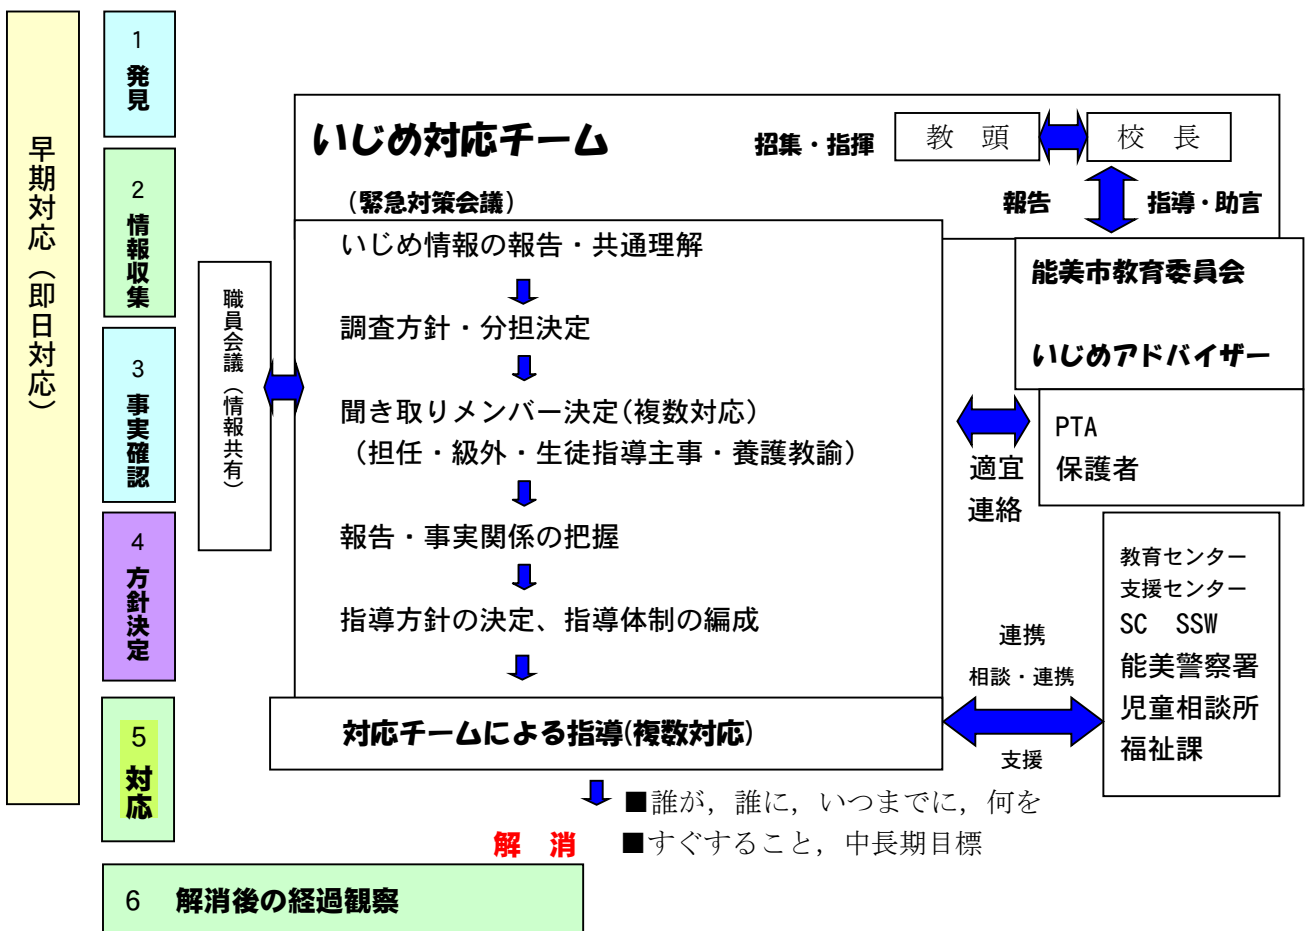 早期対応（即日対応）
1
発見
2
情報収集
3
事実確認
4
方針決定
5
対応
6　解消後の経過観察
職員会議（情報共有）
いじめ対応チーム
招集・指揮
教　頭
校　長
（緊急対策会議）
報告
指導・助言
いじめ情報の報告・共通理解
調査方針・分担決定
聞き取りメンバー決定(複数対応)
（担任・級外・生徒指導主事・養護教諭）
報告・事実関係の把握
指導方針の決定、指導体制の編成
対応チームによる指導(複数対応)
能美市教育委員会
いじめアドバイザー
適宜
連絡
PTA
保護者
連携
相談・連携
支援
教育センター
支援センター
SC　SSW
能美警察署
児童相談所
福祉課
■誰が，誰に，いつまでに，何を
解　消
■すぐすること，中長期目標